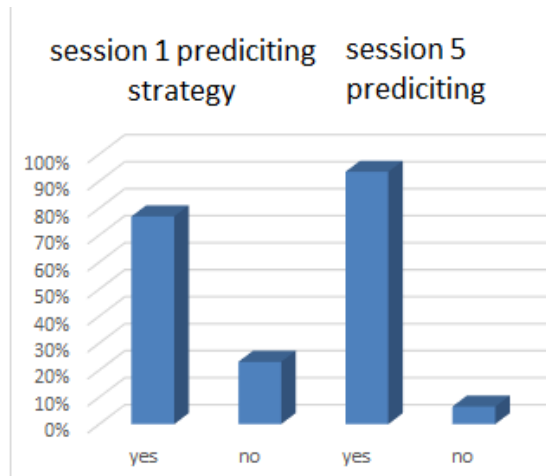 session 1 prediciting
strategy
session 5
prediciting
100%
90%
80%
70%
60%
50%
40%
30%
20%
10%
0%
yes no yes no